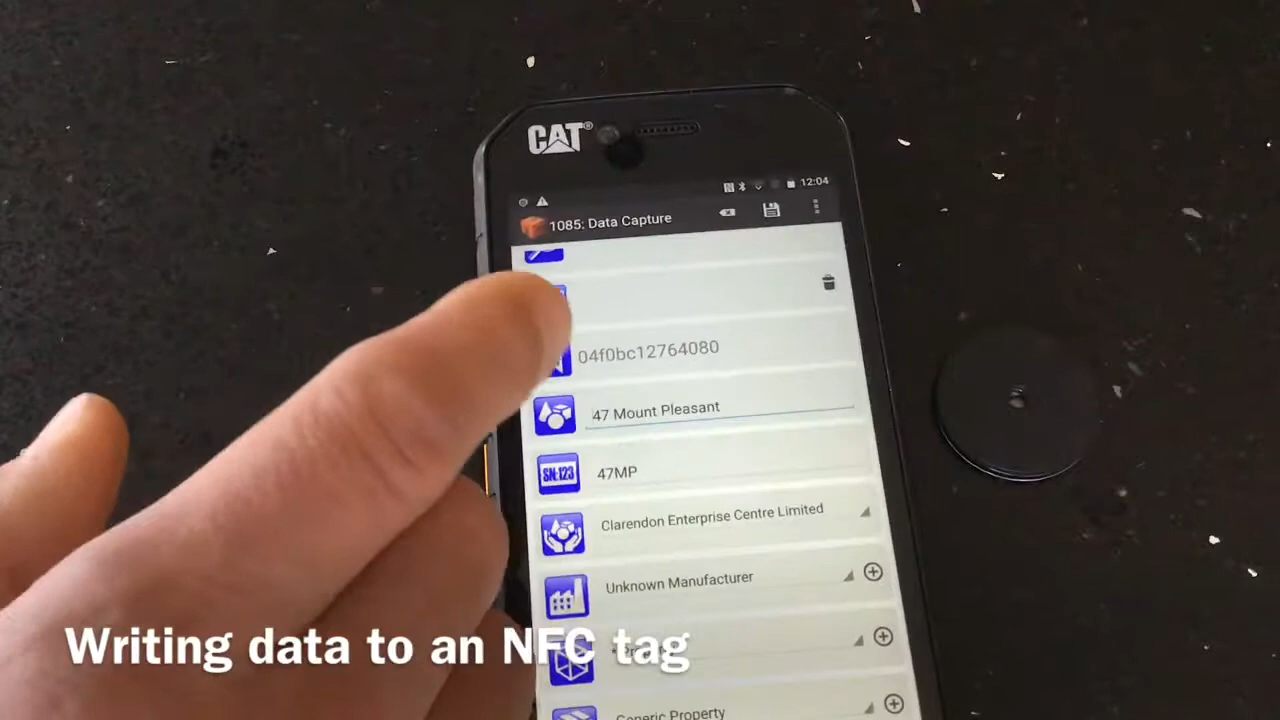 CAT®
12:04
1085: Data Capture
04f0bc12764080
47 Mount Pleasant
SN:123
47MP
Clarendon Enterprise Centre Limited
Unknown Manufacturer
Generic Property
Writing data to an NFC tag